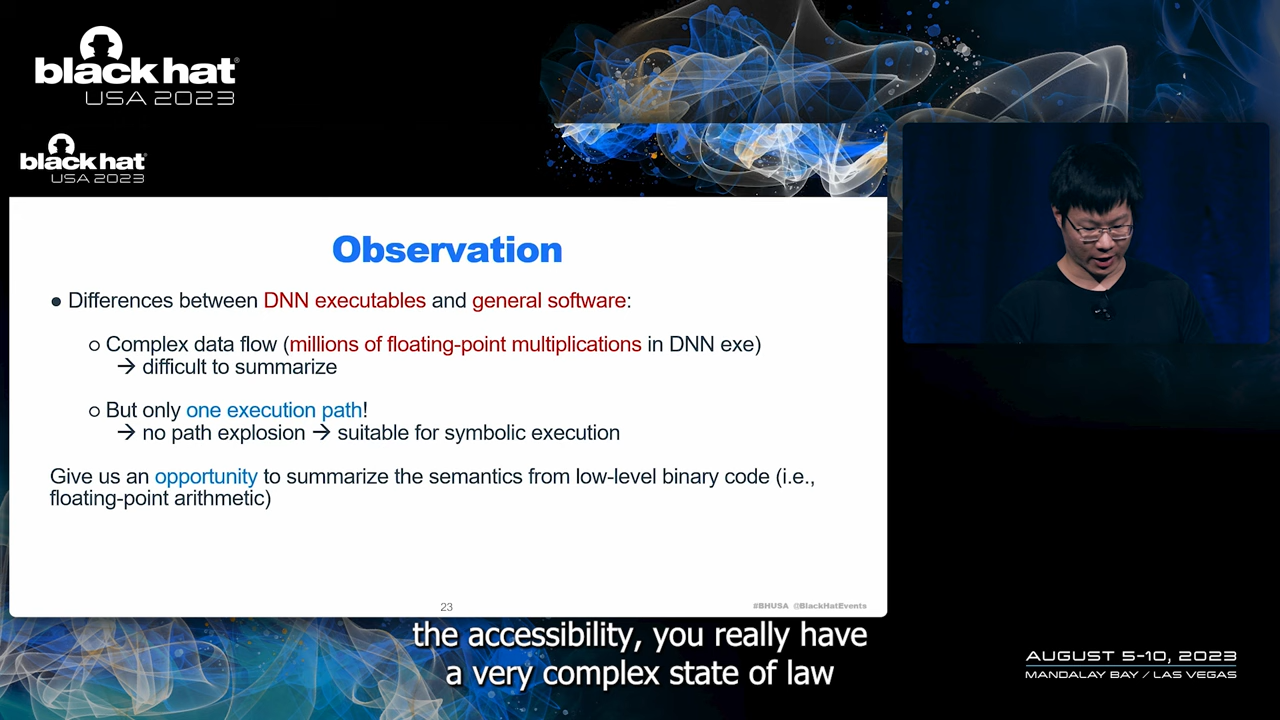 black hat®
USA 2023
black hat®
USA 2023
Observation
● Differences between DNN executables and general software:
○ Complex data flow (millions of floating-point multiplications in DNN exe)
→ difficult to summarize
○ But only one execution path!
→ no path explosion → suitable for symbolic execution
Give us an opportunity to summarize the semantics from low-level binary code (i.e.,
floating-point arithmetic)
23
#BHUSA @BlackHatEvents
the accessibility, you really have
a very complex state of law
AUGUST 5-10, 2023
MANDALAY BAY / LAS VEGAS